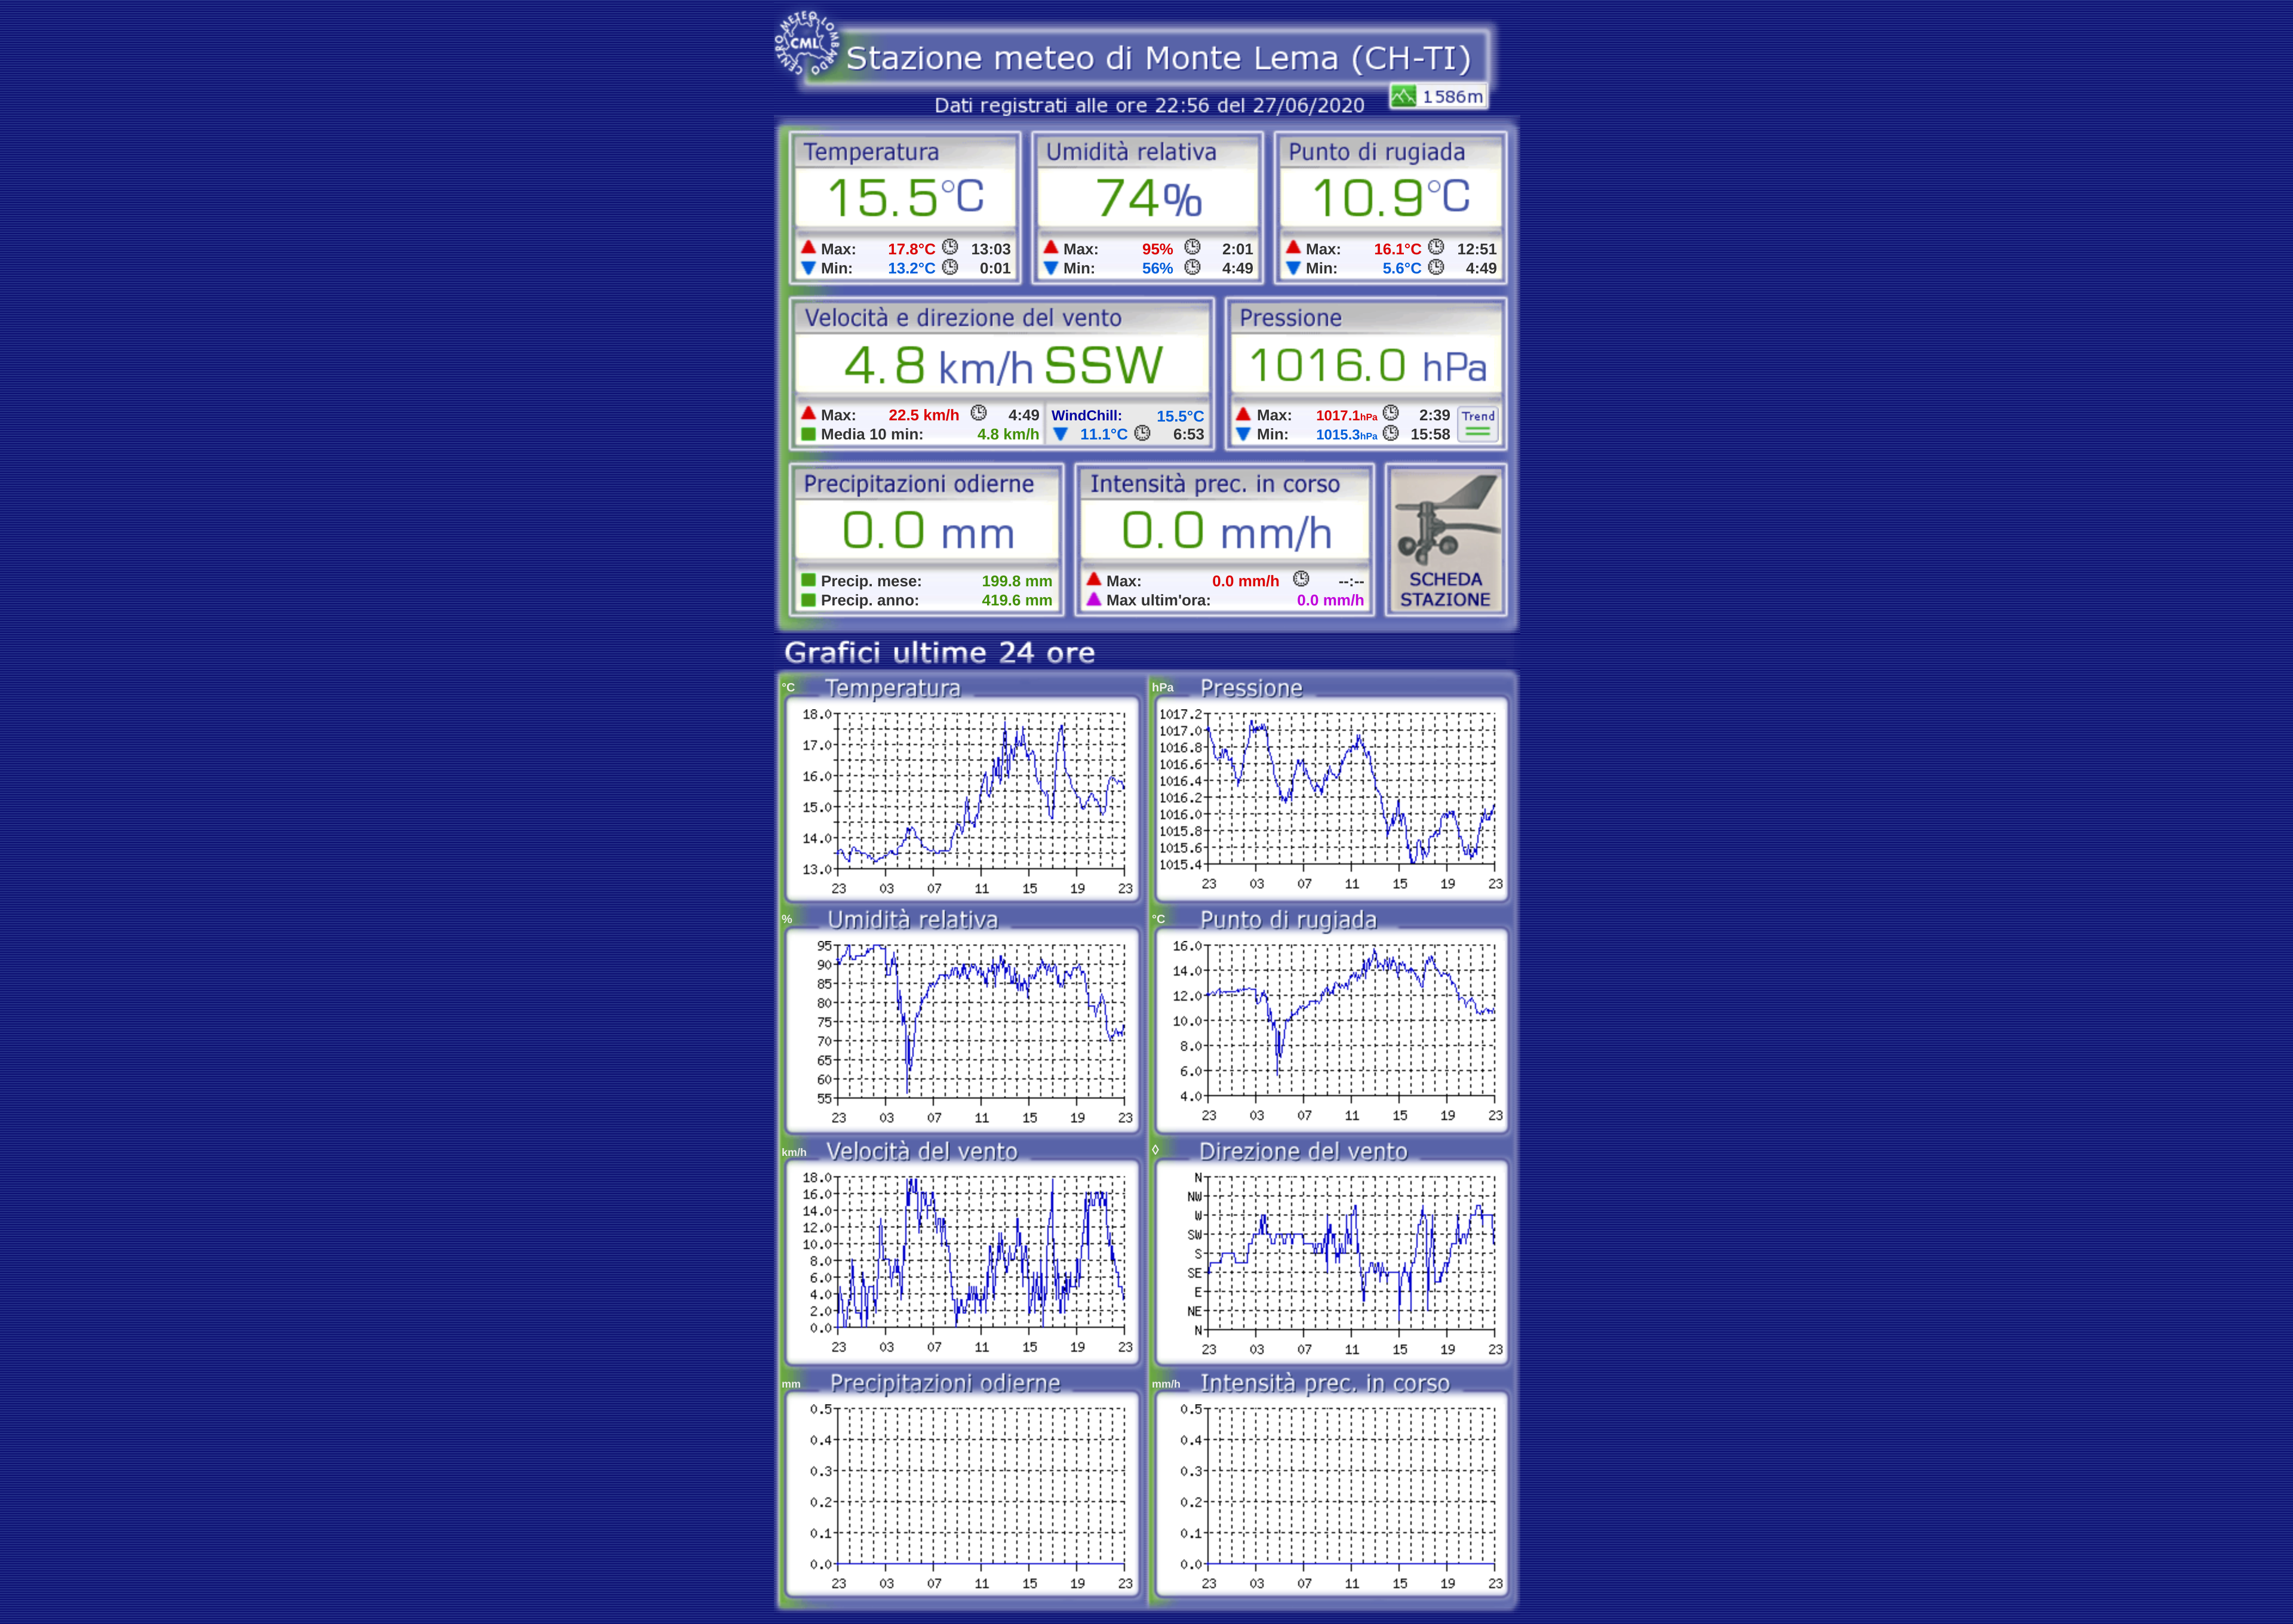 CENTRO METEO LOMBARDO
CML
Stazione meteo di Monte Lema (CH-TI)
1586m
Dati registrati alle ore 22:56 del 27/06/2020
Temperatura
15.5°C
Max: 17.8°C 13:03
Min: 13.2°C 0:01
Umidità relativa
74%
Max: 95% 2:01
Min: 56% 4:49
Punto di rugiada
10.9°C
Max: 16.1°C 12:51
Min: 5.6°C 4:49
Velocità e direzione del vento
4.8 km/h SSW
Max: 22.5 km/h 4:49
Media 10 min: 4.8 km/h
WindChill: 15.5°C
11.1°C 6:53
Pressione
1016.0 hPa
Max: 1017.1hPa 2:39
Min: 1015.3hPa 15:58
Trend
Precipitazioni odierne
0.0 mm
Precip. mese: 199.8 mm
Precip. anno: 419.6 mm
Intensità prec. in corso
0.0 mm/h
Max: 0.0 mm/h --:--
Max ultim'ora: 0.0 mm/h
SCHEDA
STAZIONE
Grafici ultime 24 ore
°C Temperatura
18.0
17.0
16.0
15.0
14.0
13.0
23 03 07 11 15 19 23
hPa Pressione
1017.2
1017.0
1016.8
1016.6
1016.4
1016.2
1016.0
1015.8
1015.6
1015.4
23 03 07 11 15 19 23
% Umidità relativa
95
90
85
80
75
70
65
60
55
23 03 07 11 15 19 23
°C Punto di rugiada
16.0
14.0
12.0
10.0
8.0
6.0
4.0
23 03 07 11 15 19 23
km/h Velocità del vento
18.0
16.0
14.0
12.0
10.0
8.0
6.0
4.0
2.0
0.0
23 03 07 11 15 19 23
◊ Direzione del vento
N
NW
W
SW
S
SE
E
NE
N
23 03 07 11 15 19 23
mm Precipitazioni odierne
0.5
0.4
0.3
0.2
0.1
0.0
23 03 07 11 15 19 23
mm/h Intensità prec. in corso
0.5
0.4
0.3
0.2
0.1
0.0
23 03 07 11 15 19 23